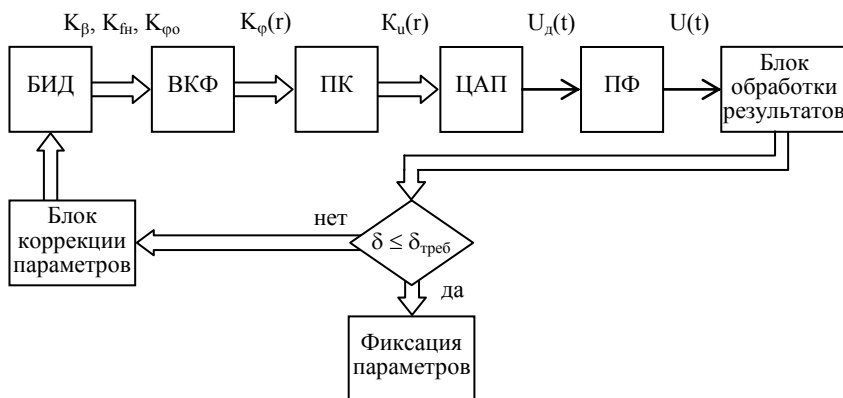 Kβ, Kfн, Kφо Kφ(r) Ku(r) Uд(t) U(t)
БИД ВКФ ПК ЦАП ПФ Блок
обработки
результатов
нет
δ ≤ δтреб
да
Блок
коррекции
параметров
Фиксация
параметров